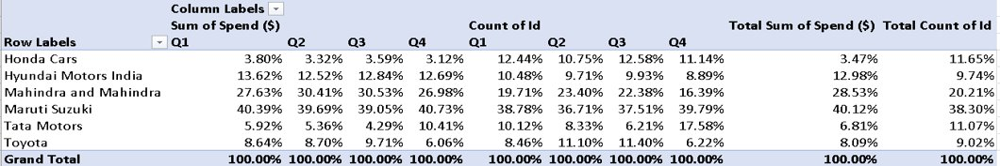 Column Labels
Sum of Spend ($) Count of Id Total Sum of Spend ($) Total Count of Id
Row Labels Q1 Q2 Q3 Q4 Q1 Q2 Q3 Q4
Honda Cars 3.80% 3.32% 3.59% 3.12% 12.44% 10.75% 12.58% 11.14% 3.47% 11.65%
Hyundai Motors India 13.62% 12.52% 12.84% 12.69% 10.48% 9.71% 9.93% 8.89% 12.98% 9.74%
Mahindra and Mahindra 27.63% 30.41% 30.53% 26.98% 19.71% 23.40% 22.38% 16.39% 28.53% 20.21%
Maruti Suzuki 40.39% 39.69% 39.05% 40.73% 38.78% 36.71% 37.51% 39.79% 40.12% 38.30%
Tata Motors 5.92% 5.36% 4.29% 10.41% 10.12% 8.33% 6.21% 17.58% 6.81% 11.07%
Toyota 8.64% 8.70% 9.71% 6.06% 8.46% 11.10% 11.40% 6.22% 8.09% 9.02%
Grand Total 100.00% 100.00% 100.00% 100.00% 100.00% 100.00% 100.00% 100.00% 100.00% 100.00%